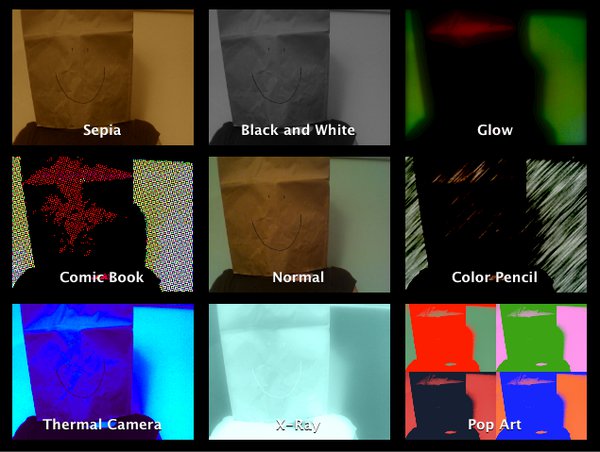 Sepia
Black and White
Glow
Comic Book
Normal
Color Pencil
Thermal Camera
X-Ray
Pop Art